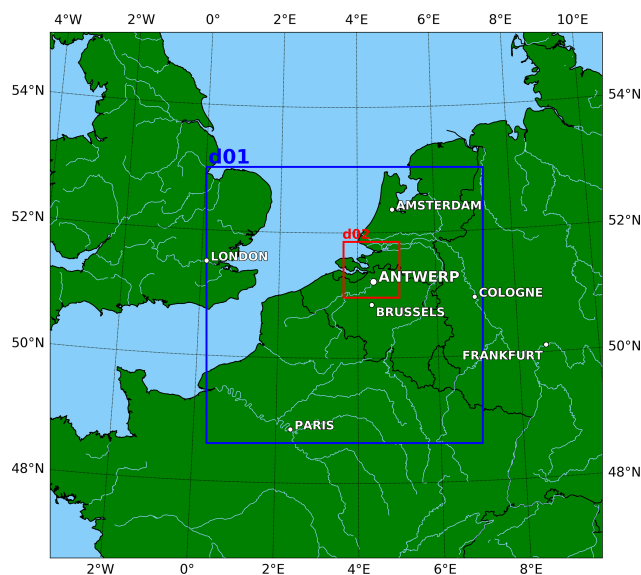 4°W 2°W 0° 2°E 4°E 6°E 8°E 10°E
54°N 54°N
d01
52°N AMSTERDAM 52°N
d02
LONDON
ANTWERP
COLOGNE
BRUSSELS
50°N 50°N
FRANKFURT
PARIS
48°N 48°N
2°W 0° 2°E 4°E 6°E 8°E